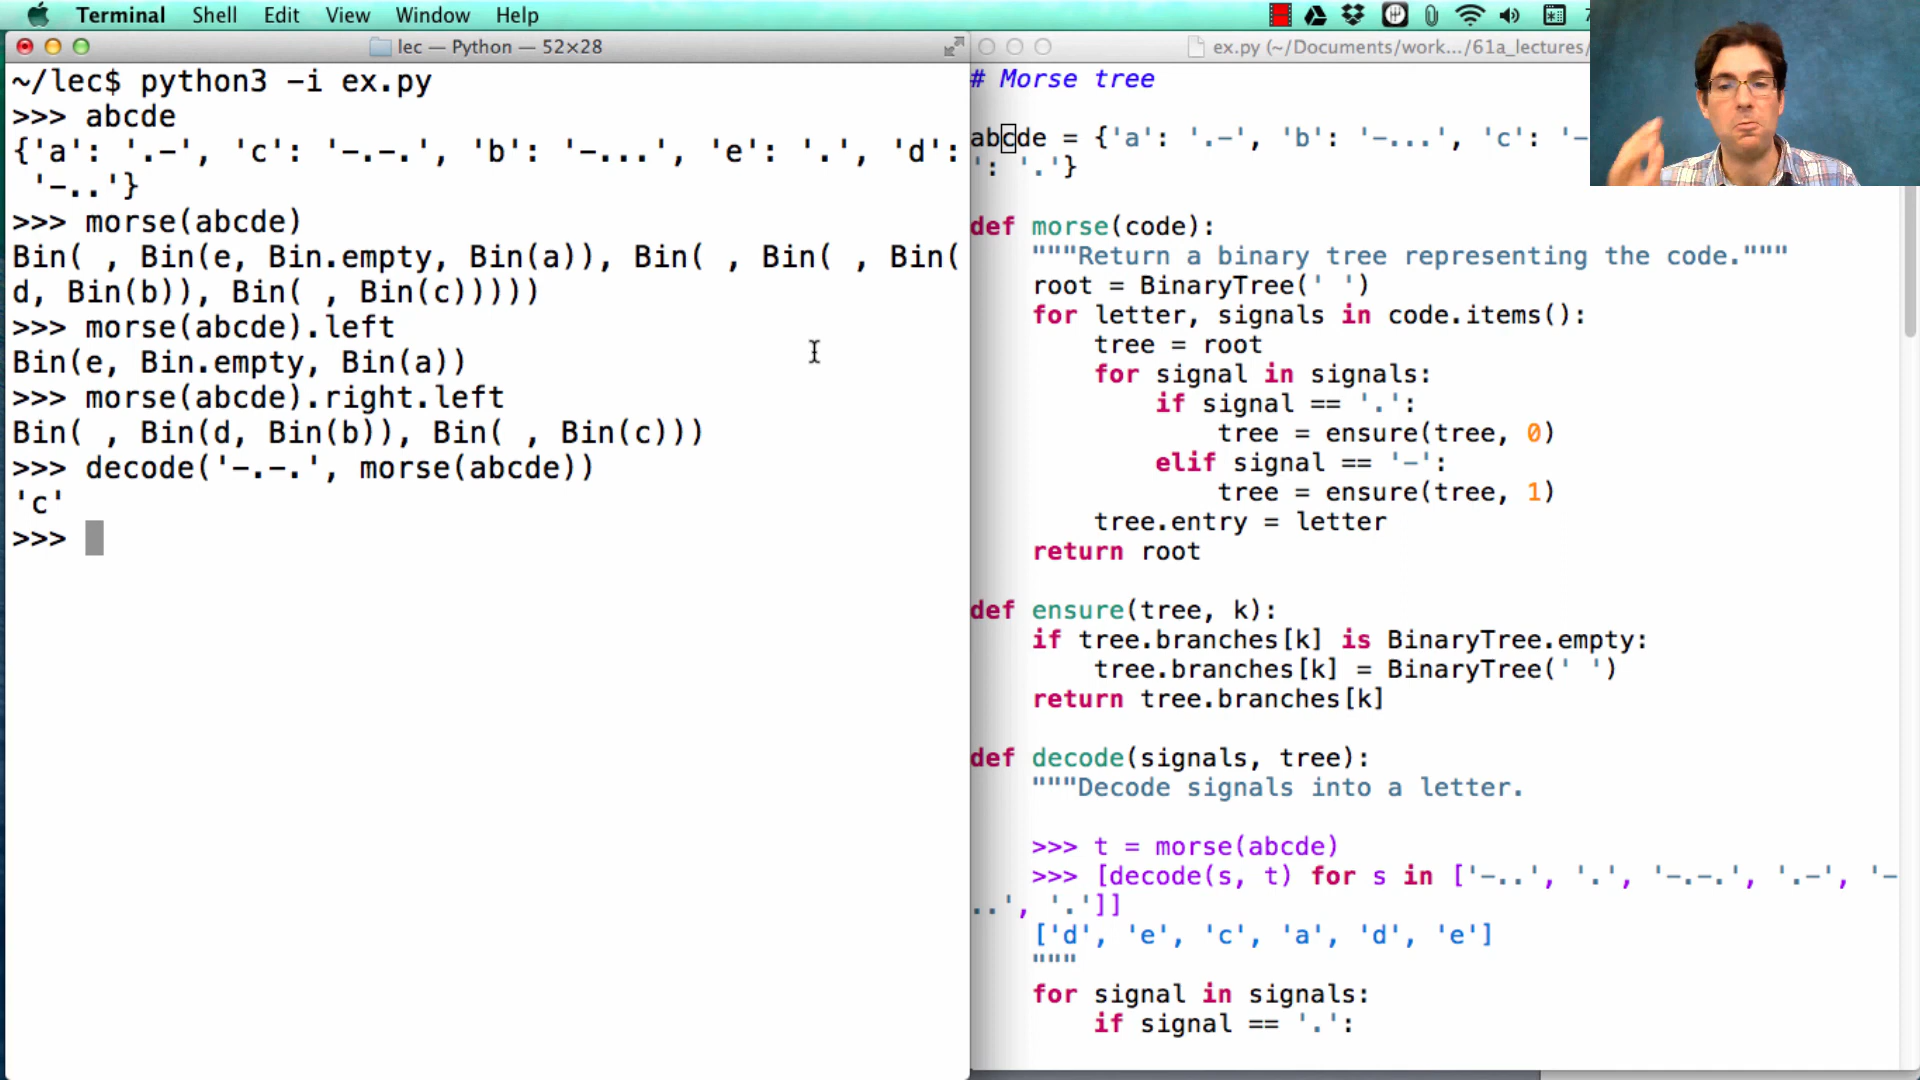 Terminal Shell Edit View Window Help
lec — Python — 52×28
~/lec$ python3 -i ex.py
>>> abcde
{'a': '.-', 'c': '-.-.', 'b': '-...', 'e': '.', 'd':
 '-..'}
>>> morse(abcde)
Bin( , Bin(e, Bin.empty, Bin(a)), Bin( , Bin( , Bin(
d, Bin(b)), Bin( , Bin(c)))))
>>> morse(abcde).left
Bin(e, Bin.empty, Bin(a))
>>> morse(abcde).right.left
Bin( , Bin(d, Bin(b)), Bin( , Bin(c)))
>>> decode('-.-.', morse(abcde))
'c'
>>>
ex.py (~/Documents/work.../61a_lectures/
# Morse tree
abcde = {'a': '.-', 'b': '-...', 'c': '-
': '.'}
def morse(code):
    """Return a binary tree representing the code."""
    root = BinaryTree(' ')
    for letter, signals in code.items():
        tree = root
        for signal in signals:
            if signal == '.':
                tree = ensure(tree, 0)
            elif signal == '-':
                tree = ensure(tree, 1)
        tree.entry = letter
    return root
def ensure(tree, k):
    if tree.branches[k] is BinaryTree.empty:
        tree.branches[k] = BinaryTree(' ')
    return tree.branches[k]
def decode(signals, tree):
    """Decode signals into a letter.
    >>> t = morse(abcde)
    >>> [decode(s, t) for s in ['-..', '.', '-.-.', '.-', '-
..', '.']]
    ['d', 'e', 'c', 'a', 'd', 'e']
    """
    for signal in signals:
        if signal == '.':